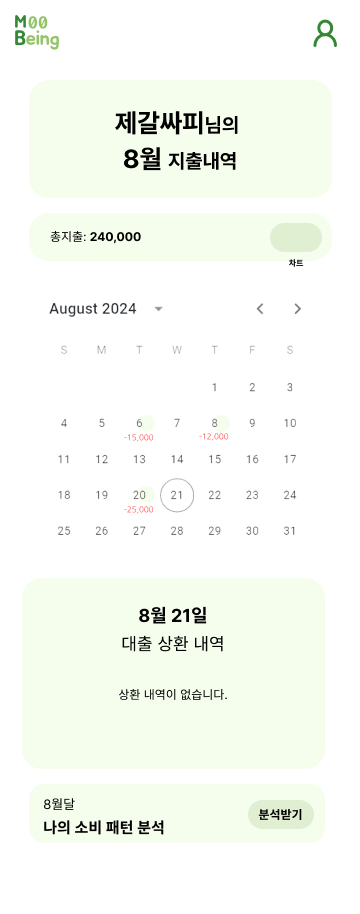 M00
Being
제갈싸피님의
8월 지출내역
총지출: 240,000
차트
August 2024
S M T W T F S
1 2 3
4 5 6 7 8 9 10
-15,000 -12,000
11 12 13 14 15 16 17
18 19 20 21 22 23 24
-25,000
25 26 27 28 29 30 31
8월 21일
대출 상환 내역
상환 내역이 없습니다.
8월달
나의 소비 패턴 분석
분석받기